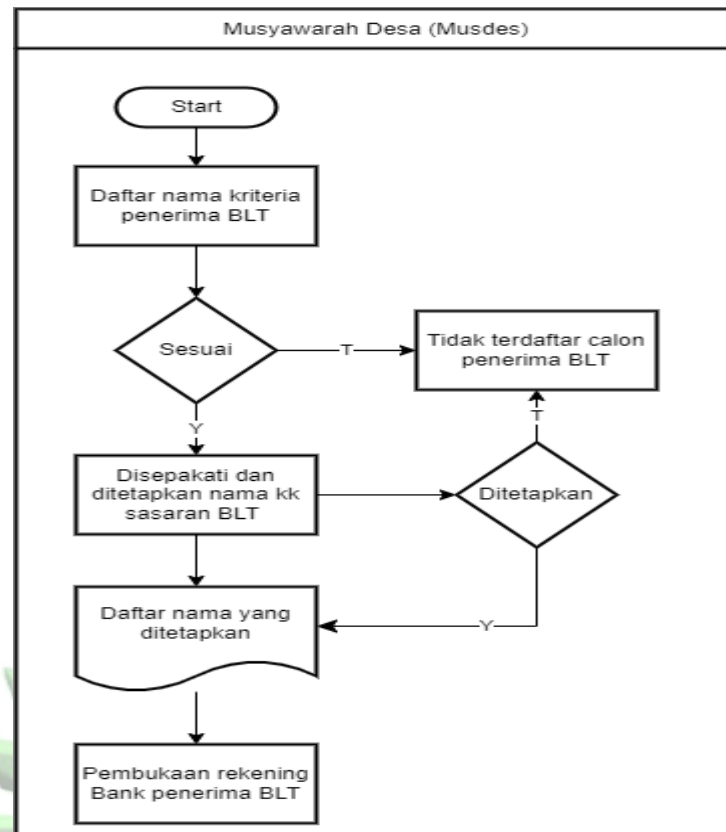 Musyawarah Desa (Musdes)
Start
Daftar nama kriteria
penerima BLT
Sesuai
T
Tidak terdaftar calon
penerima BLT
T
Y
Disepakati dan
ditetapkan nama kk
sasaran BLT
Ditetapkan
Daftar nama yang
ditetapkan
Y
Pembukaan rekening
Bank penerima BLT